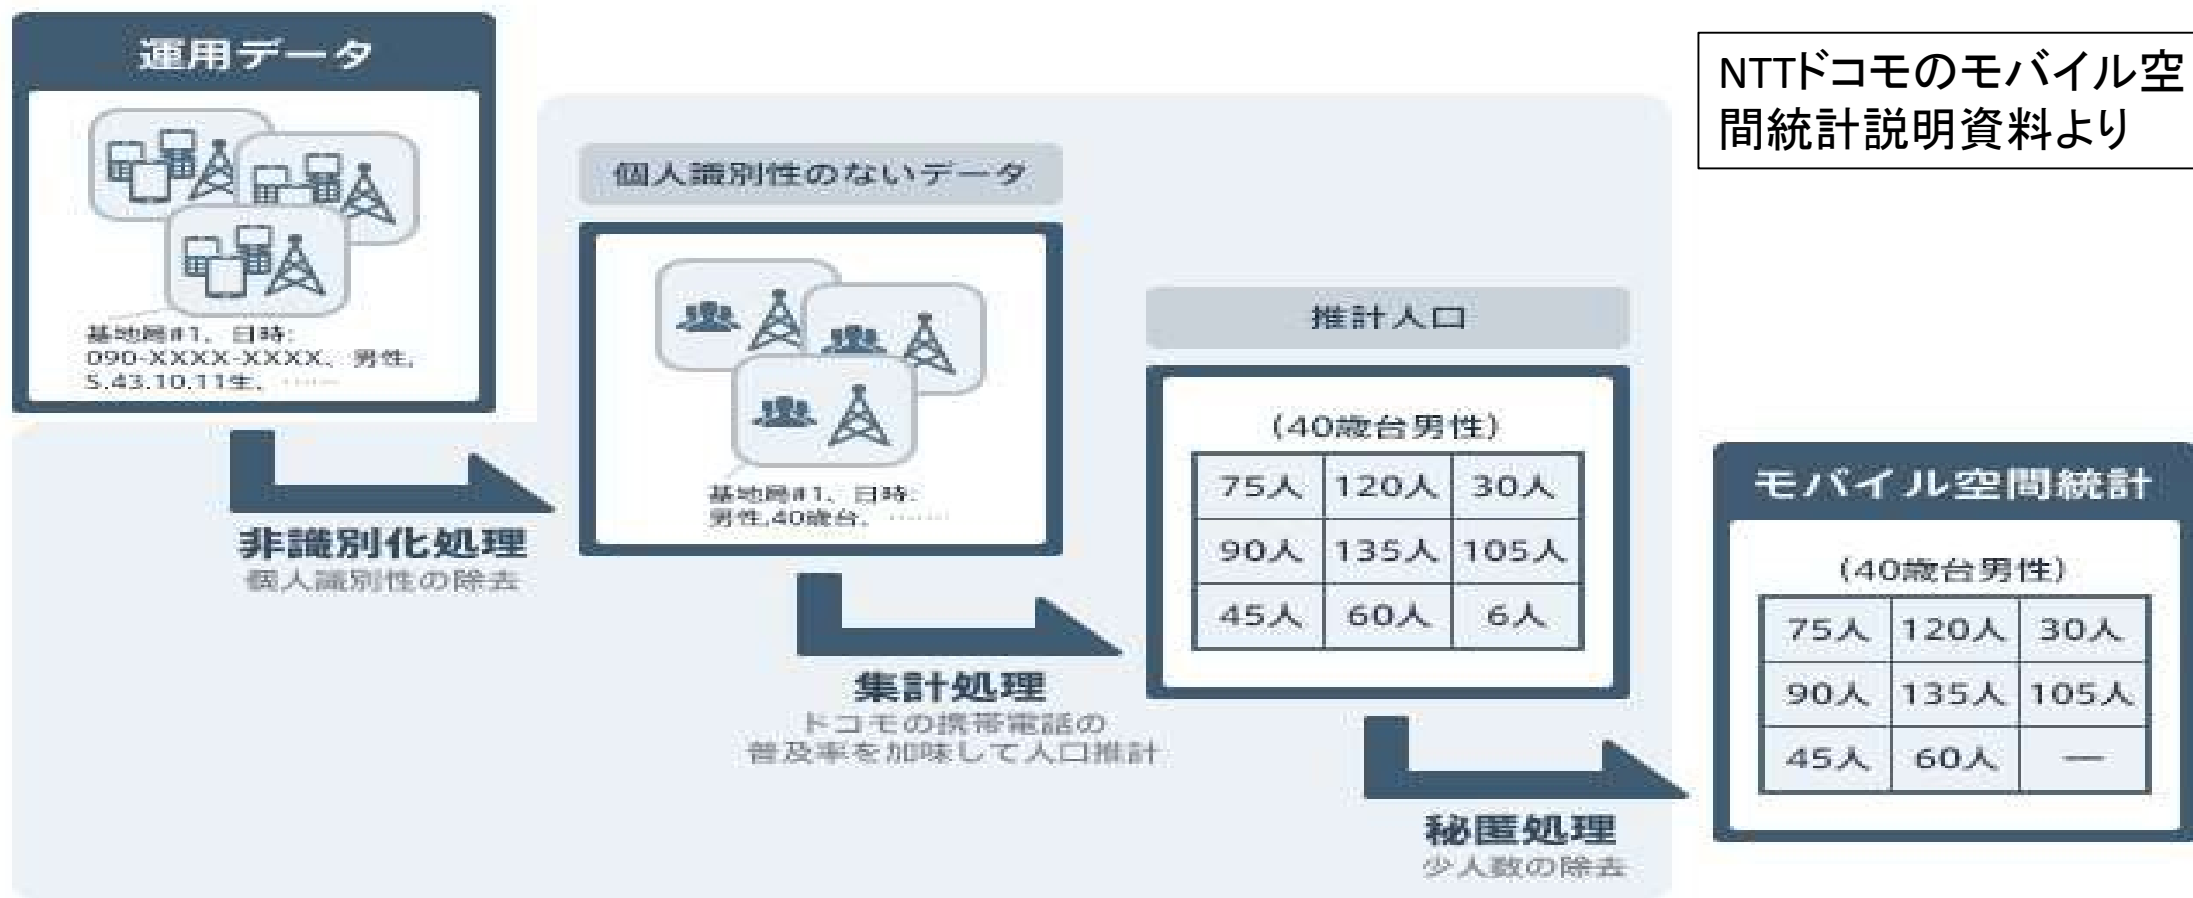 運用データ
基地局#1、日時:
090-XXXX-XXXX、男性,
S.43.10.11生、……
非識別化処理
個人識別性の除去
個人識別性のないデータ
基地局#1、日時:
男性,40歳台、……
集計処理
ドコモの携帯電話の
普及率を加味して人口推計
推計人口
(40歳台男性)
75人 120人 30人
90人 135人 105人
45人 60人 6人
秘匿処理
少人数の除去
NTTドコモのモバイル空
間統計説明資料より
モバイル空間統計
(40歳台男性)
75人 120人 30人
90人 135人 105人
45人 60人 —